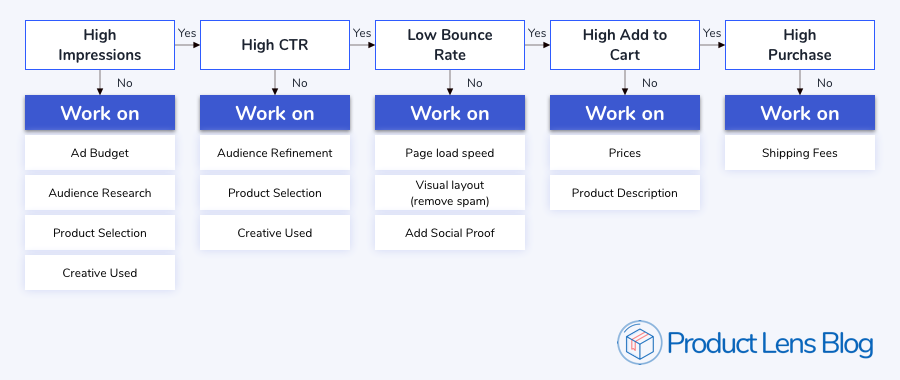 High
Impressions
Yes
High CTR
Yes
Low Bounce
Rate
Yes
High Add to
Cart
Yes
High
Purchase
No
No
No
No
No
Work on
Work on
Work on
Work on
Work on
Ad Budget
Audience Research
Product Selection
Creative Used
Audience Refinement
Product Selection
Creative Used
Page load speed
Visual layout
(remove spam)
Add Social Proof
Prices
Product Description
Shipping Fees
Product Lens Blog